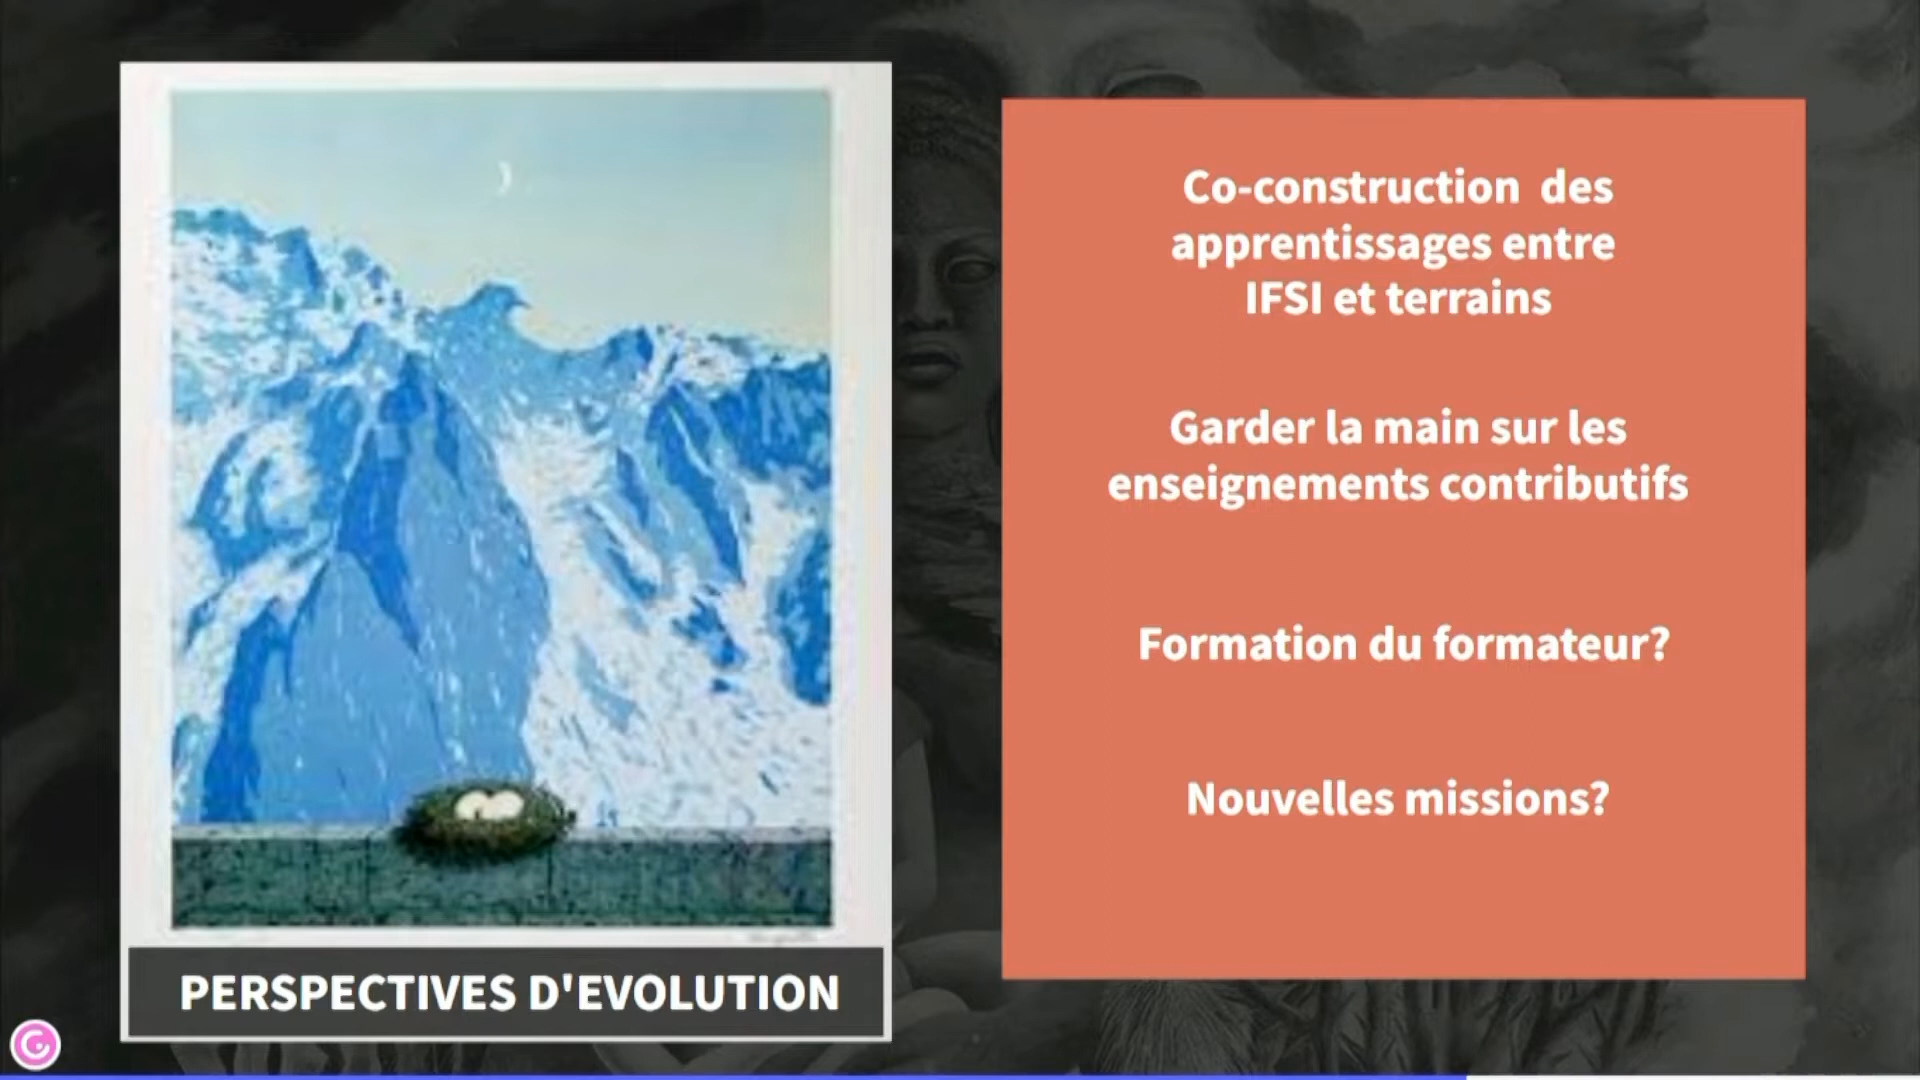 Co-construction des
apprentissages entre
IFSI et terrains
Garder la main sur les
enseignements contributifs
Formation du formateur?
Nouvelles missions?
PERSPECTIVES D'EVOLUTION